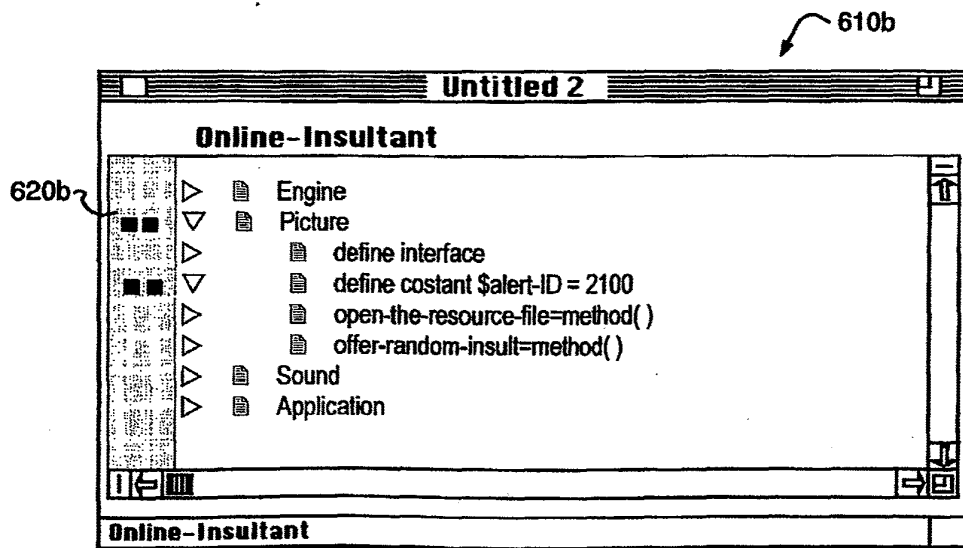 610b
Untitled 2
Online-Insultant
620b
Engine
Picture
define interface
define costant $alert-ID = 2100
open-the-resource-file=method( )
offer-random-insult=method( )
Sound
Application
Online-Insultant